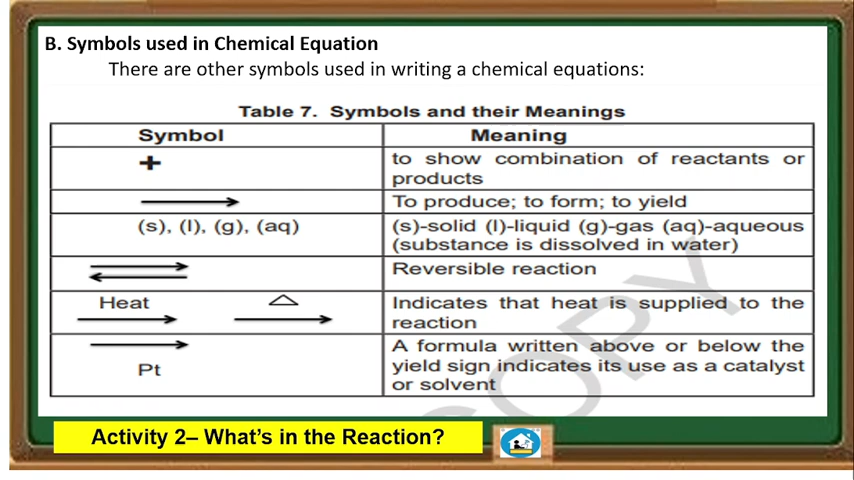 B. Symbols used in Chemical Equation
There are other symbols used in writing a chemical equations:
Table 7. Symbols and their Meanings
Symbol Meaning
+ to show combination of reactants or
products
⟶ To produce; to form; to yield
(s), (l), (g), (aq) (s)-solid (l)-liquid (g)-gas (aq)-aqueous
(substance is dissolved in water)
⇄ Reversible reaction
Heat △ Indicates that heat is supplied to the
⟶ ⟶ reaction
⟶ A formula written above or below the
Pt yield sign indicates its use as a catalyst
or solvent
COPY
Activity 2– What's in the Reaction?